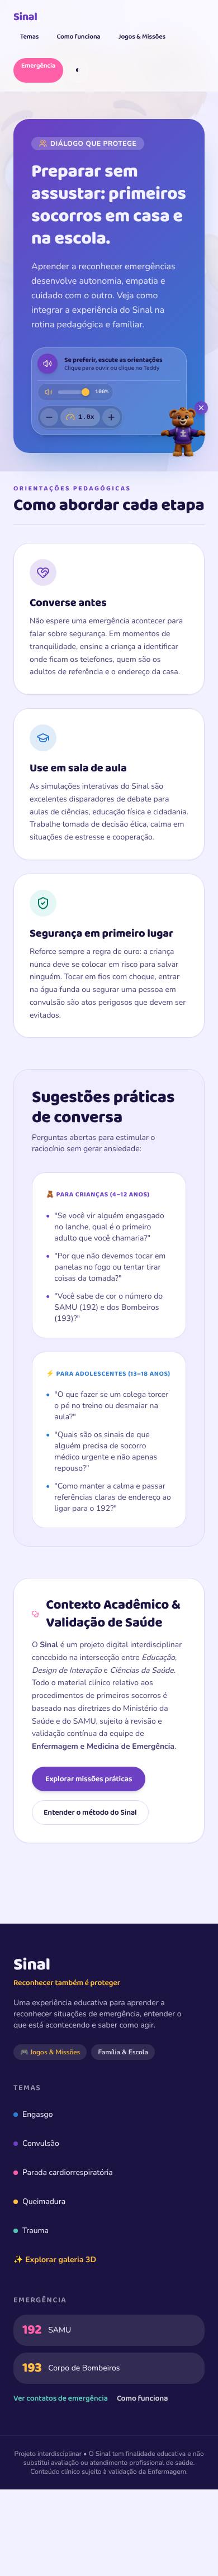 Sinal
Temas Como funciona Jogos & Missões
Emergência
DIÁLOGO QUE PROTEGE
Preparar sem
assustar: primeiros
socorros em casa e
na escola.
Aprender a reconhecer emergências
desenvolve autonomia, empatia e
cuidado com o outro. Veja como
integrar a experiência do Sinal na
rotina pedagógica e familiar.
Se preferir, escute as orientações
Clique para ouvir ou clique no Teddy
100%
1.0x
ORIENTAÇÕES PEDAGÓGICAS
Como abordar cada etapa
Converse antes
Não espere uma emergência acontecer para
falar sobre segurança. Em momentos de
tranquilidade, ensine a criança a identificar
onde ficam os telefones, quem são os
adultos de referência e o endereço da casa.
Use em sala de aula
As simulações interativas do Sinal são
excelentes disparadores de debate para
aulas de ciências, educação física e cidadania.
Trabalhe tomada de decisão ética, calma em
situações de estresse e cooperação.
Segurança em primeiro lugar
Reforce sempre a regra de ouro: a criança
nunca deve se colocar em risco para salvar
ninguém. Tocar em fios com choque, entrar
na água funda ou segurar uma pessoa em
convulsão são atos perigosos que devem ser
evitados.
Sugestões práticas
de conversa
Perguntas abertas para estimular o
raciocínio sem gerar ansiedade:
🧸 PARA CRIANÇAS (4–12 ANOS)
• "Se você vir alguém engasgado
no lanche, qual é o primeiro
adulto que você chamaria?"
• "Por que não devemos tocar em
panelas no fogo ou tentar tirar
coisas da tomada?"
• "Você sabe de cor o número do
SAMU (192) e dos Bombeiros
(193)?"
⚡ PARA ADOLESCENTES (13–18 ANOS)
• "O que fazer se um colega torcer
o pé no treino ou desmaiar na
aula?"
• "Quais são os sinais de que
alguém precisa de socorro
médico urgente e não apenas
repouso?"
• "Como manter a calma e passar
referências claras de endereço ao
ligar para o 192?"
Contexto Acadêmico &
Validação de Saúde
O Sinal é um projeto digital interdisciplinar
concebido na intersecção entre Educação,
Design de Interação e Ciências da Saúde.
Todo o material clínico relativo aos
procedimentos de primeiros socorros é
baseado nas diretrizes do Ministério da
Saúde e do SAMU, sujeito à revisão e
validação contínua da equipe de
Enfermagem e Medicina de Emergência.
Explorar missões práticas
Entender o método do Sinal
Sinal
Reconhecer também é proteger
Uma experiência educativa para aprender a
reconhecer situações de emergência, entender o
que está acontecendo e saber como agir.
🎮 Jogos & Missões Família & Escola
TEMAS
Engasgo
Convulsão
Parada cardiorrespiratória
Queimadura
Trauma
✨ Explorar galeria 3D
EMERGÊNCIA
192 SAMU
193 Corpo de Bombeiros
Ver contatos de emergência Como funciona
Projeto interdisciplinar • O Sinal tem finalidade educativa e não
substitui avaliação ou atendimento profissional de saúde.
Conteúdo clínico sujeito à validação da Enfermagem.